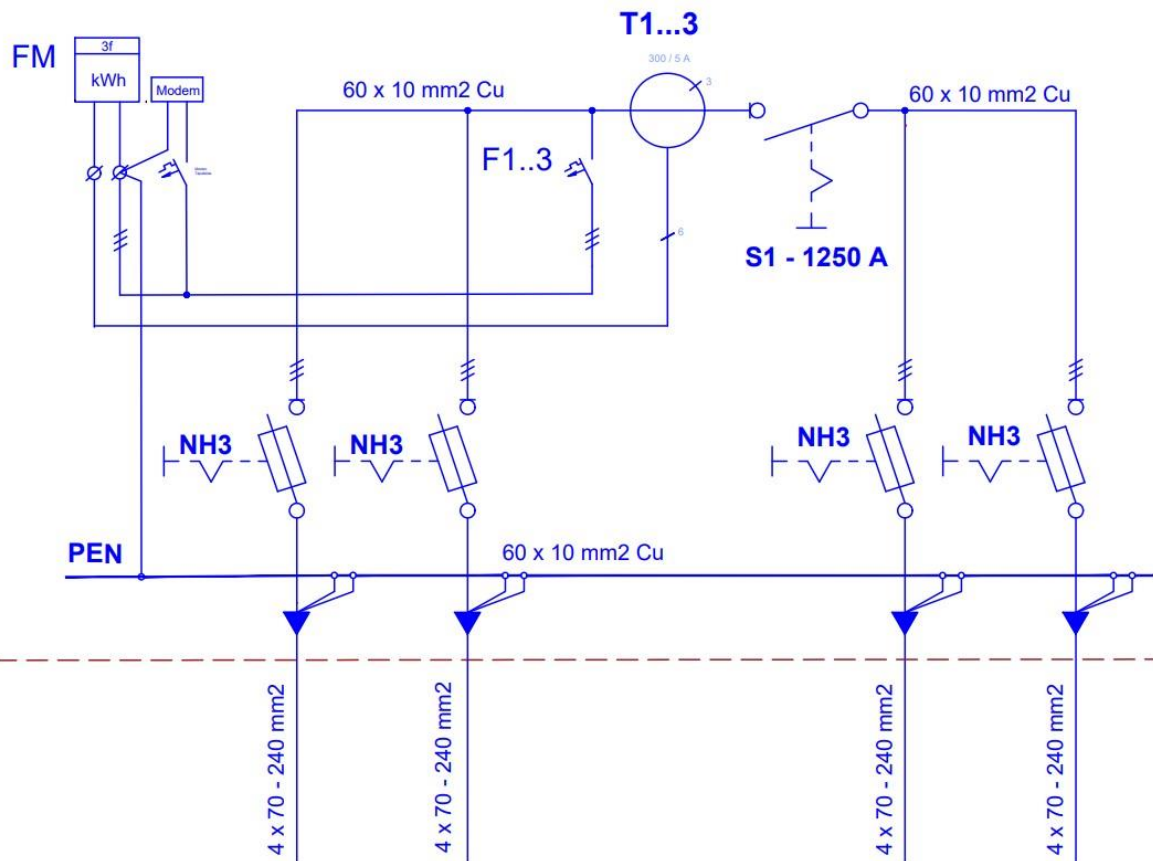 T1...3
FM
3f
kWh
Modem
300 / 5 A
3
60 x 10 mm2 Cu
60 x 10 mm2 Cu
F1..3
6
S1 - 1250 A
NH3
NH3
NH3
NH3
PEN
60 x 10 mm2 Cu
4 x 70 - 240 mm2
4 x 70 - 240 mm2
4 x 70 - 240 mm2
4 x 70 - 240 mm2